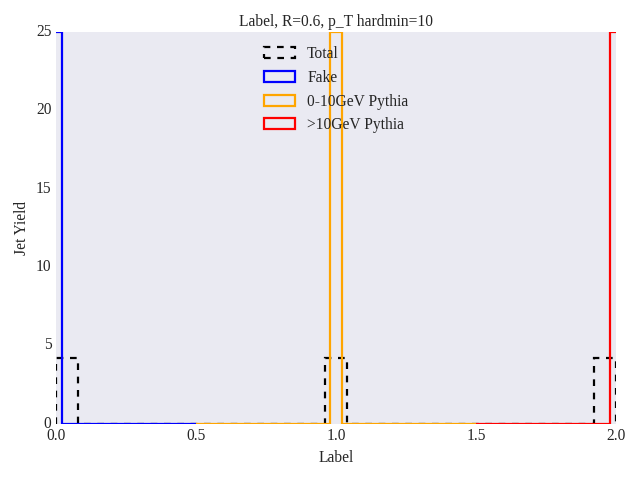 Label, R=0.6, p_T hardmin=10
Total
Fake
0-10GeV Pythia
>10GeV Pythia
Jet Yield
25
20
15
10
5
0
0.0 0.5 1.0 1.5 2.0
Label